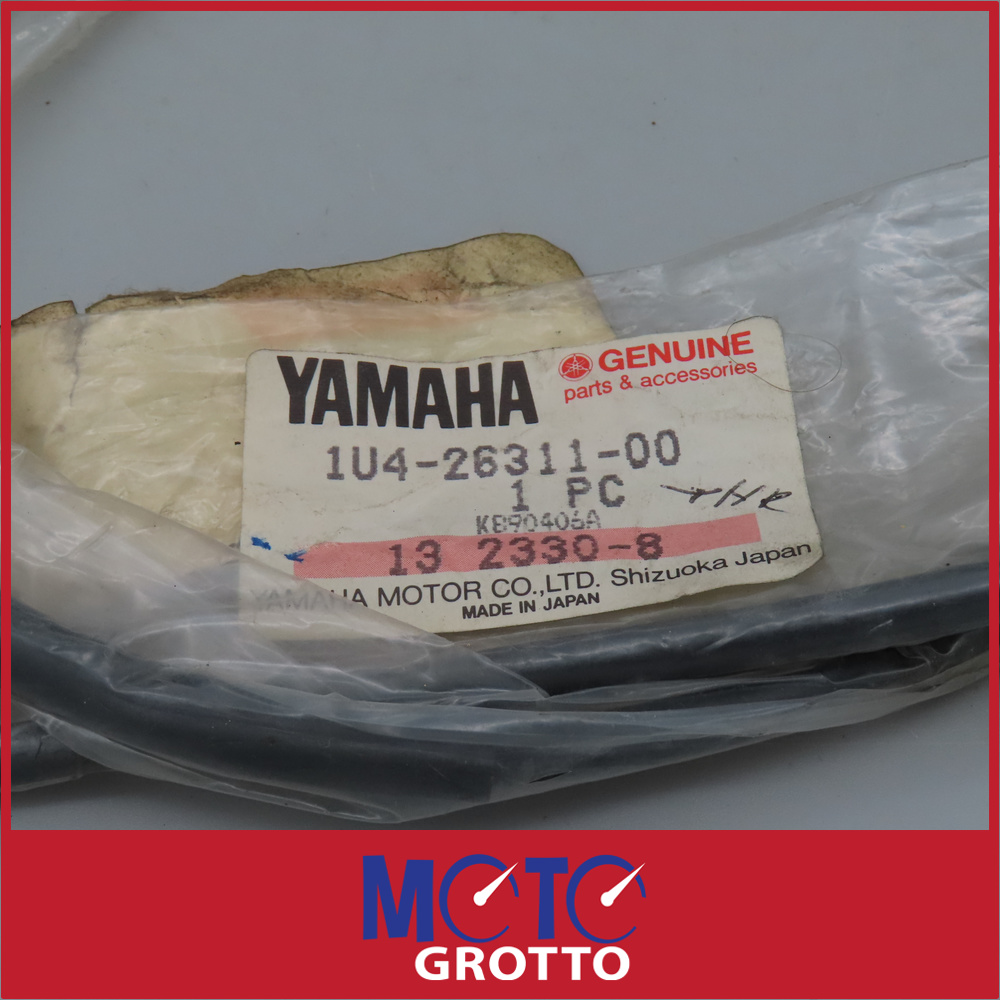 YAMAHA
GENUINE
parts & accessories
1U4-26311-00
1 PC
THR
KB90406A
13 2330-8
YAMAHA MOTOR CO.,LTD. Shizuoka Japan
MADE IN JAPAN
MOTO
GROTTO